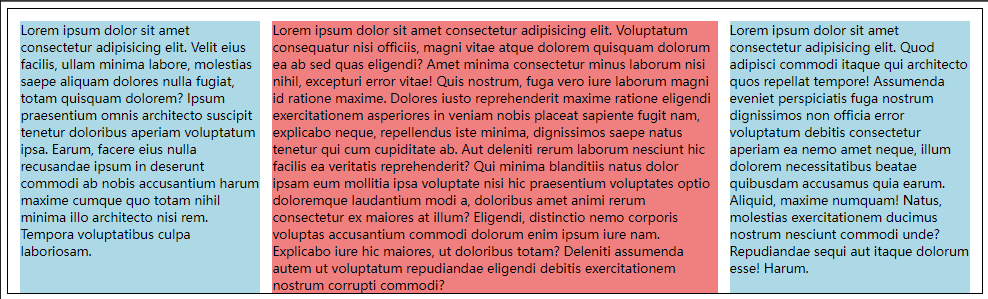 Lorem ipsum dolor sit amet
consectetur adipisicing elit. Velit eius
facilis, ullam minima labore, molestias
saepe aliquam dolores nulla fugiat,
totam quisquam dolorem? Ipsum
praesentium omnis architecto suscipit
tenetur doloribus aperiam voluptatum
ipsa. Earum, facere eius nulla
recusandae ipsum in deserunt
commodi ab nobis accusantium harum
maxime cumque quo totam nihil
minima illo architecto nisi rem.
Tempora voluptatibus culpa
laboriosam.
Lorem ipsum dolor sit amet consectetur adipisicing elit. Voluptatum
consequatur nisi officiis, magni vitae atque dolorem quisquam dolorum
ea ab sed quas eligendi? Amet minima consectetur minus laborum nisi
nihil, excepturi error vitae! Quis nostrum, fuga vero iure laborum magni
id ratione maxime. Dolores iusto reprehenderit maxime ratione eligendi
exercitationem asperiores in veniam nobis placeat sapiente fugit nam,
explicabo neque, repellendus iste minima, dignissimos saepe natus
tenetur qui cum cupiditate ab. Aut deleniti rerum laborum nesciunt hic
facilis ea veritatis reprehenderit? Qui minima blanditiis natus dolor
ipsam eum mollitia ipsa voluptate nisi hic praesentium voluptates optio
doloremque laudantium modi a, doloribus amet animi rerum
consectetur ex maiores at illum? Eligendi, distinctio nemo corporis
voluptas accusantium commodi dolorum enim ipsum iure nam.
Explicabo iure hic maiores, ut doloribus totam? Deleniti assumenda
autem ut voluptatum repudiandae eligendi debitis exercitationem
nostrum corrupti commodi?
Lorem ipsum dolor sit amet
consectetur adipisicing elit. Quod
adipisci commodi itaque qui architecto
quos repellat tempore! Assumenda
eveniet perspiciatis fuga nostrum
dignissimos non officia error
voluptatum debitis consectetur
aperiam ea nemo amet neque, illum
dolorem necessitatibus beatae
quibusdam accusamus quia earum.
Aliquid, maxime numquam! Natus,
molestias exercitationem ducimus
nostrum nesciunt commodi unde?
Repudiandae sequi aut itaque dolorum
esse! Harum.